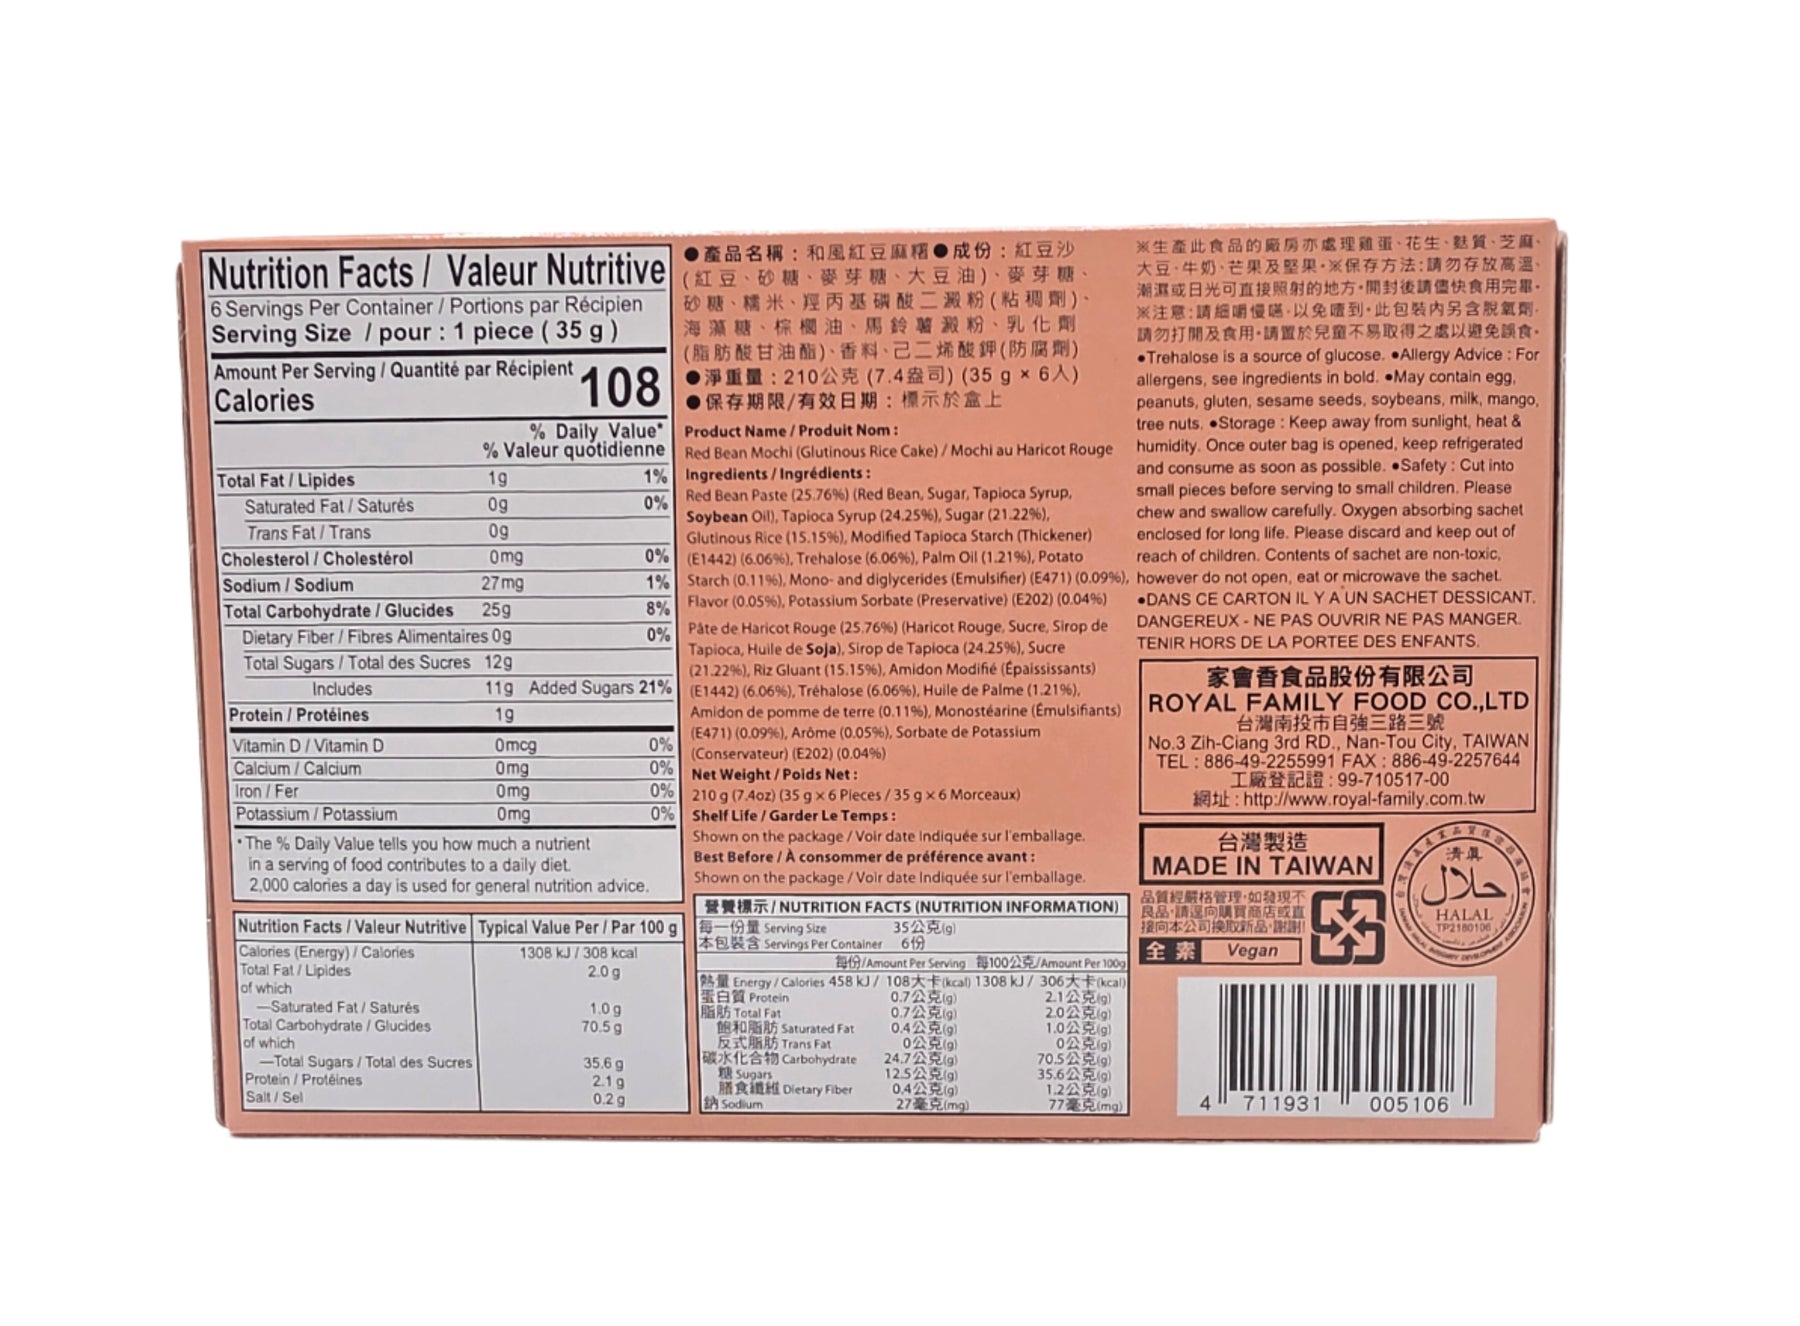 Nutrition Facts / Valeur Nutritive
6 Servings Per Container / Portions par Récipien
Serving Size / pour : 1 piece ( 35 g )
Amount Per Serving / Quantité par Récipient
Calories 108
% Daily Value*
% Valeur quotidienne
Total Fat / Lipides 1g 1%
Saturated Fat / Saturés 0g 0%
Trans Fat / Trans 0g
Cholesterol / Cholestérol 0mg 0%
Sodium / Sodium 27mg 1%
Total Carbohydrate / Glucides 25g 8%
Dietary Fiber / Fibres Alimentaires 0g 0%
Total Sugars / Total des Sucres 12g
Includes 11g Added Sugars 21%
Protein / Protéines 1g
Vitamin D / Vitamin D 0mcg 0%
Calcium / Calcium 0mg 0%
Iron / Fer 0mg 0%
Potassium / Potassium 0mg 0%
* The % Daily Value tells you how much a nutrient
in a serving of food contributes to a daily diet.
2,000 calories a day is used for general nutrition advice.
Nutrition Facts / Valeur Nutritive Typical Value Per / Par 100 g
Calories (Energy) / Calories 1308 kJ / 308 kcal
Total Fat / Lipides 2.0 g
of which
—Saturated Fat / Saturés 1.0 g
Total Carbohydrate / Glucides 70.5 g
of which
—Total Sugars / Total des Sucres 35.6 g
Protein / Protéines 2.1 g
Salt / Sel 0.2 g
●產品名稱：和風紅豆麻糬●成份：紅豆沙
(紅豆、砂糖、麥芽糖、大豆油)、麥芽糖、
砂糖、糯米、羥丙基磷酸二澱粉(粘稠劑)、
海藻糖、棕櫚油、馬鈴薯澱粉、乳化劑
(脂肪酸甘油酯)、香料、己二烯酸鉀(防腐劑)
●淨重量：210公克 (7.4盎司) (35 g × 6入)
●保存期限/有效日期：標示於盒上
Product Name / Produit Nom :
Red Bean Mochi (Glutinous Rice Cake) / Mochi au Haricot Rouge
Ingredients / Ingrédients :
Red Bean Paste (25.76%) (Red Bean, Sugar, Tapioca Syrup,
Soybean Oil), Tapioca Syrup (24.25%), Sugar (21.22%),
Glutinous Rice (15.15%), Modified Tapioca Starch (Thickener)
(E1442) (6.06%), Trehalose (6.06%), Palm Oil (1.21%), Potato
Starch (0.11%), Mono- and diglycerides (Emulsifier) (E471) (0.09%),
Flavor (0.05%), Potassium Sorbate (Preservative) (E202) (0.04%)
Pâte de Haricot Rouge (25.76%) (Haricot Rouge, Sucre, Sirop de
Tapioca, Huile de Soja), Sirop de Tapioca (24.25%), Sucre
(21.22%), Riz Gluant (15.15%), Amidon Modifié (Épaississants)
(E1442) (6.06%), Tréhalose (6.06%), Huile de Palme (1.21%),
Amidon de pomme de terre (0.11%), Monostéarine (Émulsifiants)
(E471) (0.09%), Arôme (0.05%), Sorbate de Potassium
(Conservateur) (E202) (0.04%)
Net Weight / Poids Net :
210 g (7.4oz) (35 g × 6 Pieces / 35 g × 6 Morceaux)
Shelf Life / Garder Le Temps :
Shown on the package / Voir date Indiquée sur l'emballage.
Best Before / À consommer de préférence avant :
Shown on the package / Voir date Indiquée sur l'emballage.
營養標示 / NUTRITION FACTS (NUTRITION INFORMATION)
每一份量 Serving Size 35公克(g)
本包裝含 Servings Per Container 6份
每份/Amount Per Serving 每100公克/Amount Per 100g
熱量 Energy / Calories 458 kJ / 108大卡(kcal) 1308 kJ / 306大卡(kcal)
蛋白質 Protein 0.7公克(g) 2.1公克(g)
脂肪 Total Fat 0.7公克(g) 2.0公克(g)
飽和脂肪 Saturated Fat 0.4公克(g) 1.0公克(g)
反式脂肪 Trans Fat 0公克(g) 0公克(g)
碳水化合物 Carbohydrate 24.7公克(g) 70.5公克(g)
糖 Sugars 12.5公克(g) 35.6公克(g)
膳食纖維 Dietary Fiber 0.4公克(g) 1.2公克(g)
鈉 Sodium 27毫克(mg) 77毫克(mg)
※生產此食品的廠房亦處理雞蛋、花生、麩質、芝麻、
大豆、牛奶、芒果及堅果。※保存方法：請勿存放高溫、
潮濕或日光可直接照射的地方。開封後請儘快食用完畢。
※注意：請細嚼慢嚥，以免噎到。此包裝內另含脫氧劑，
請勿打開及食用，請置於兒童不易取得之處以避免誤食。
●Trehalose is a source of glucose. ●Allergy Advice : For
allergens, see ingredients in bold. ●May contain egg,
peanuts, gluten, sesame seeds, soybeans, milk, mango,
tree nuts. ●Storage : Keep away from sunlight, heat &
humidity. Once outer bag is opened, keep refrigerated
and consume as soon as possible. ●Safety : Cut into
small pieces before serving to small children. Please
chew and swallow carefully. Oxygen absorbing sachet
enclosed for long life. Please discard and keep out of
reach of children. Contents of sachet are non-toxic,
however do not open, eat or microwave the sachet.
●DANS CE CARTON IL Y A UN SACHET DESSICANT.
DANGEREUX - NE PAS OUVRIR NE PAS MANGER.
TENIR HORS DE LA PORTEE DES ENFANTS.
家會香食品股份有限公司
ROYAL FAMILY FOOD CO.,LTD
台灣南投市自強三路三號
No.3 Zih-Ciang 3rd RD., Nan-Tou City, TAIWAN
TEL : 886-49-2255991 FAX : 886-49-2257644
工廠登記證 : 99-710517-00
網址 : http://www.royal-family.com.tw
台灣製造
MADE IN TAIWAN
清真
حلال
HALAL
TP2180106
品質經嚴格管理，如發現不
良品，請逕向購買商店或直
接向本公司換取新品，謝謝!
全素 Vegan
4 711931 005106